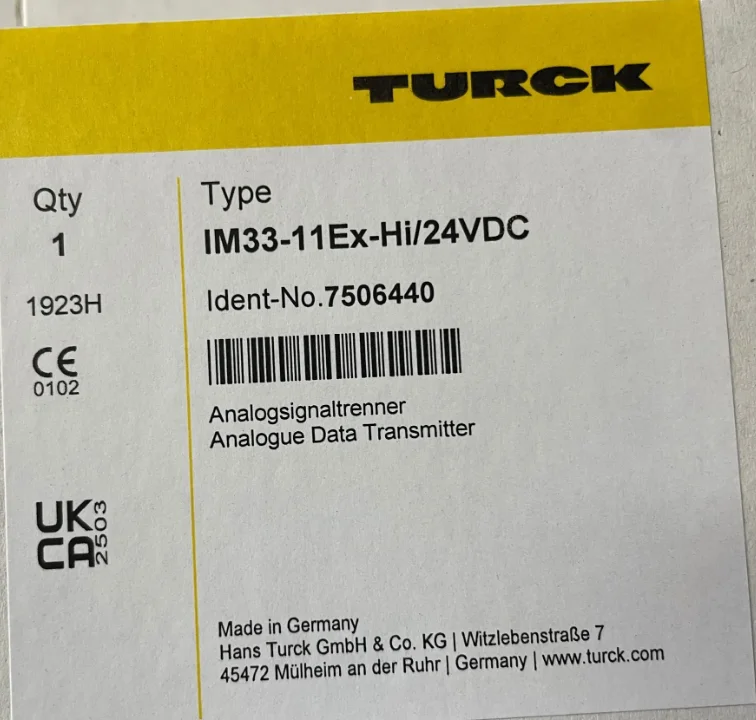 TURCK
Qty
1
1923H
CE
0102
UK
CA
2503
Type
IM33-11Ex-Hi/24VDC
Ident-No.7506440
Analogsignaltrenner
Analogue Data Transmitter
Made in Germany
Hans Turck GmbH & Co. KG | Witzlebenstraße 7
45472 Mülheim an der Ruhr | Germany | www.turck.com